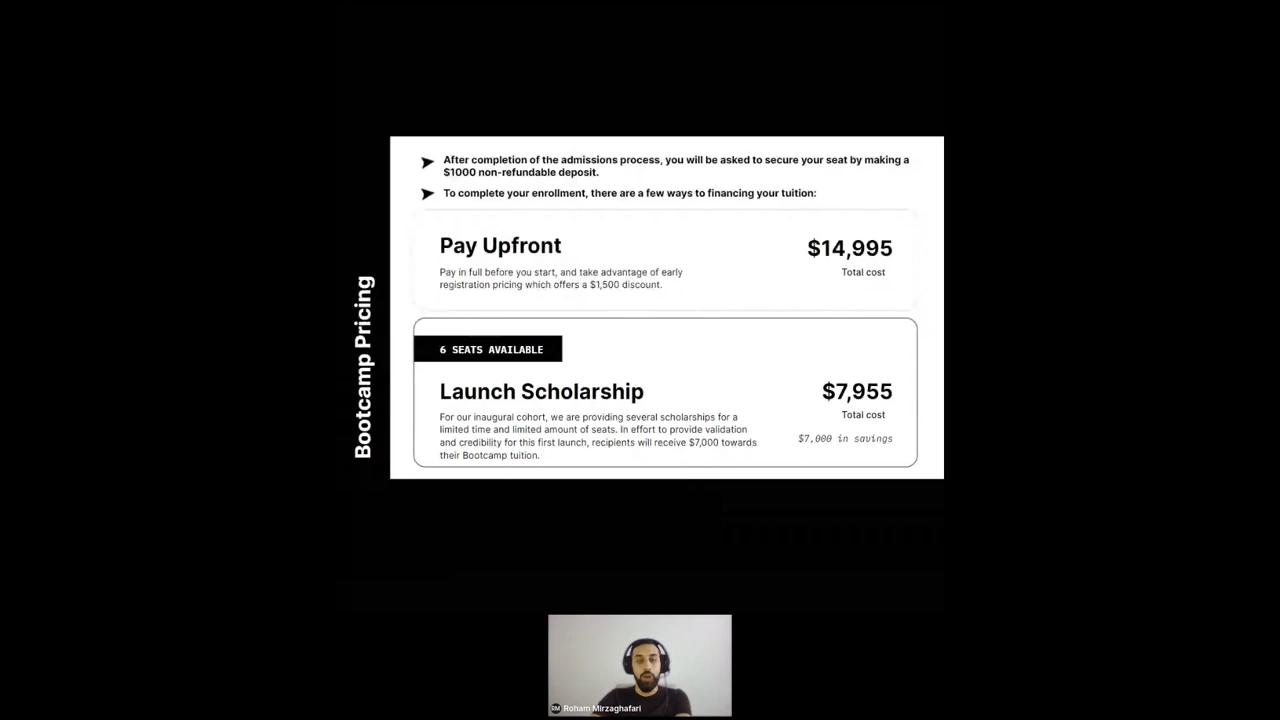 Bootcamp Pricing
After completion of the admissions process, you will be asked to secure your seat by making a
$1000 non-refundable deposit.
To complete your enrollment, there are a few ways to financing your tuition:
Pay Upfront
$14,995
Pay in full before you start, and take advantage of early
registration pricing which offers a $1,500 discount.
Total cost
6 SEATS AVAILABLE
Launch Scholarship
$7,955
For our inaugural cohort, we are providing several scholarships for a
limited time and limited amount of seats. In effort to provide validation
and credibility for this first launch, recipients will receive $7,000 towards
their Bootcamp tuition.
Total cost
$7,000 in savings
RM Roham Mirzaghafari